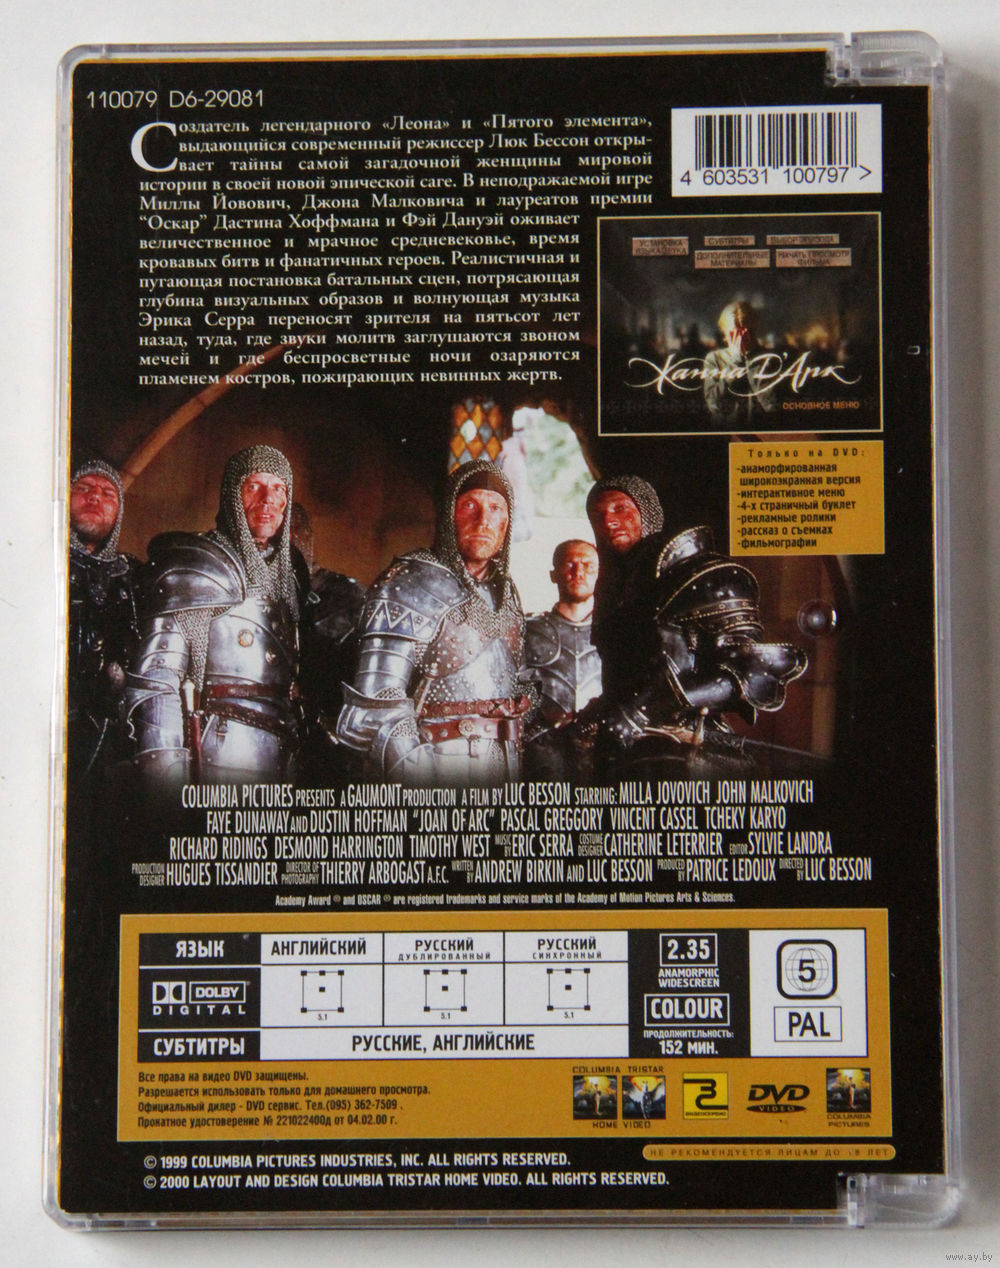 110079 D6-29081
Создатель легендарного «Леона» и «Пятого элемента»,
выдающийся современный режиссер Люк Бессон откры-
вает тайны самой загадочной женщины мировой
истории в своей новой эпической саге. В неподражаемой игре
Миллы Йовович, Джона Малковича и лауреатов премии
“Оскар” Дастина Хоффмана и Фэй Дануэй оживает
величественное и мрачное средневековье, время
кровавых битв и фанатичных героев. Реалистичная и
пугающая постановка батальных сцен, потрясающая
глубина визуальных образов и волнующая музыка
Эрика Серра переносят зрителя на пятьсот лет
назад, туда, где звуки молитв заглушаются звоном
мечей и где беспросветные ночи озаряются
пламенем костров, пожирающих невинных жертв.
4 603531 100797 >
УСТАНОВКА
ЯЗЫКА/ЗВУКА
СУБТИТРЫ
ВЫБОР ЭПИЗОДА
ДОПОЛНИТЕЛЬНЫЕ
МАТЕРИАЛЫ
НАЧАТЬ ПРОСМОТР
ФИЛЬМА
Жанна Д'Арк
ОСНОВНОЕ МЕНЮ
Только на DVD:
-анаморфированная
широкоэкранная версия
-интерактивное меню
-4-х страничный буклет
-рекламные ролики
-рассказ о съемках
-фильмографии
COLUMBIA PICTURES PRESENTS A GAUMONT PRODUCTION A FILM BY LUC BESSON STARRING: MILLA JOVOVICH JOHN MALKOVICH
FAYE DUNAWAY AND DUSTIN HOFFMAN “JOAN OF ARC” PASCAL GREGGORY VINCENT CASSEL TCHEKY KARYO
RICHARD RIDINGS DESMOND HARRINGTON TIMOTHY WEST MUSIC BY ERIC SERRA COSTUME DESIGNER CATHERINE LETERRIER EDITOR SYLVIE LANDRA
PRODUCTION DESIGNER HUGUES TISSANDIER DIRECTOR OF PHOTOGRAPHY THIERRY ARBOGAST A.F.C. WRITTEN BY ANDREW BIRKIN AND LUC BESSON PRODUCED BY PATRICE LEDOUX DIRECTED BY LUC BESSON
Academy Award ® and OSCAR ® are registered trademarks and service marks of the Academy of Motion Pictures Arts & Sciences.
ЯЗЫК
АНГЛИЙСКИЙ
РУССКИЙ
ДУБЛИРОВАННЫЙ
РУССКИЙ
СИНХРОННЫЙ
DOLBY
DIGITAL
5.1
5.1
5.1
СУБТИТРЫ
РУССКИЕ, АНГЛИЙСКИЕ
2.35
ANAMORPHIC
WIDESCREEN
COLOUR
ПРОДОЛЖИТЕЛЬНОСТЬ:
152 МИН.
5
PAL
Все права на видео DVD защищены.
Разрешается использовать только для домашнего просмотра.
Официальный дилер - DVD сервис. Тел.(095) 362-7509 .
Прокатное удостоверение № 221022400д от 04.02.00 г.
COLUMBIA TRISTAR
HOME VIDEO
ВИДЕОСЕРВИС
DVD
VIDEO
COLUMBIA
PICTURES
НЕ РЕКОМЕНДУЕТСЯ ЛИЦАМ ДО 18 ЛЕТ
© 1999 COLUMBIA PICTURES INDUSTRIES, INC. ALL RIGHTS RESERVED.
© 2000 LAYOUT AND DESIGN COLUMBIA TRISTAR HOME VIDEO. ALL RIGHTS RESERVED.
www.ay.by